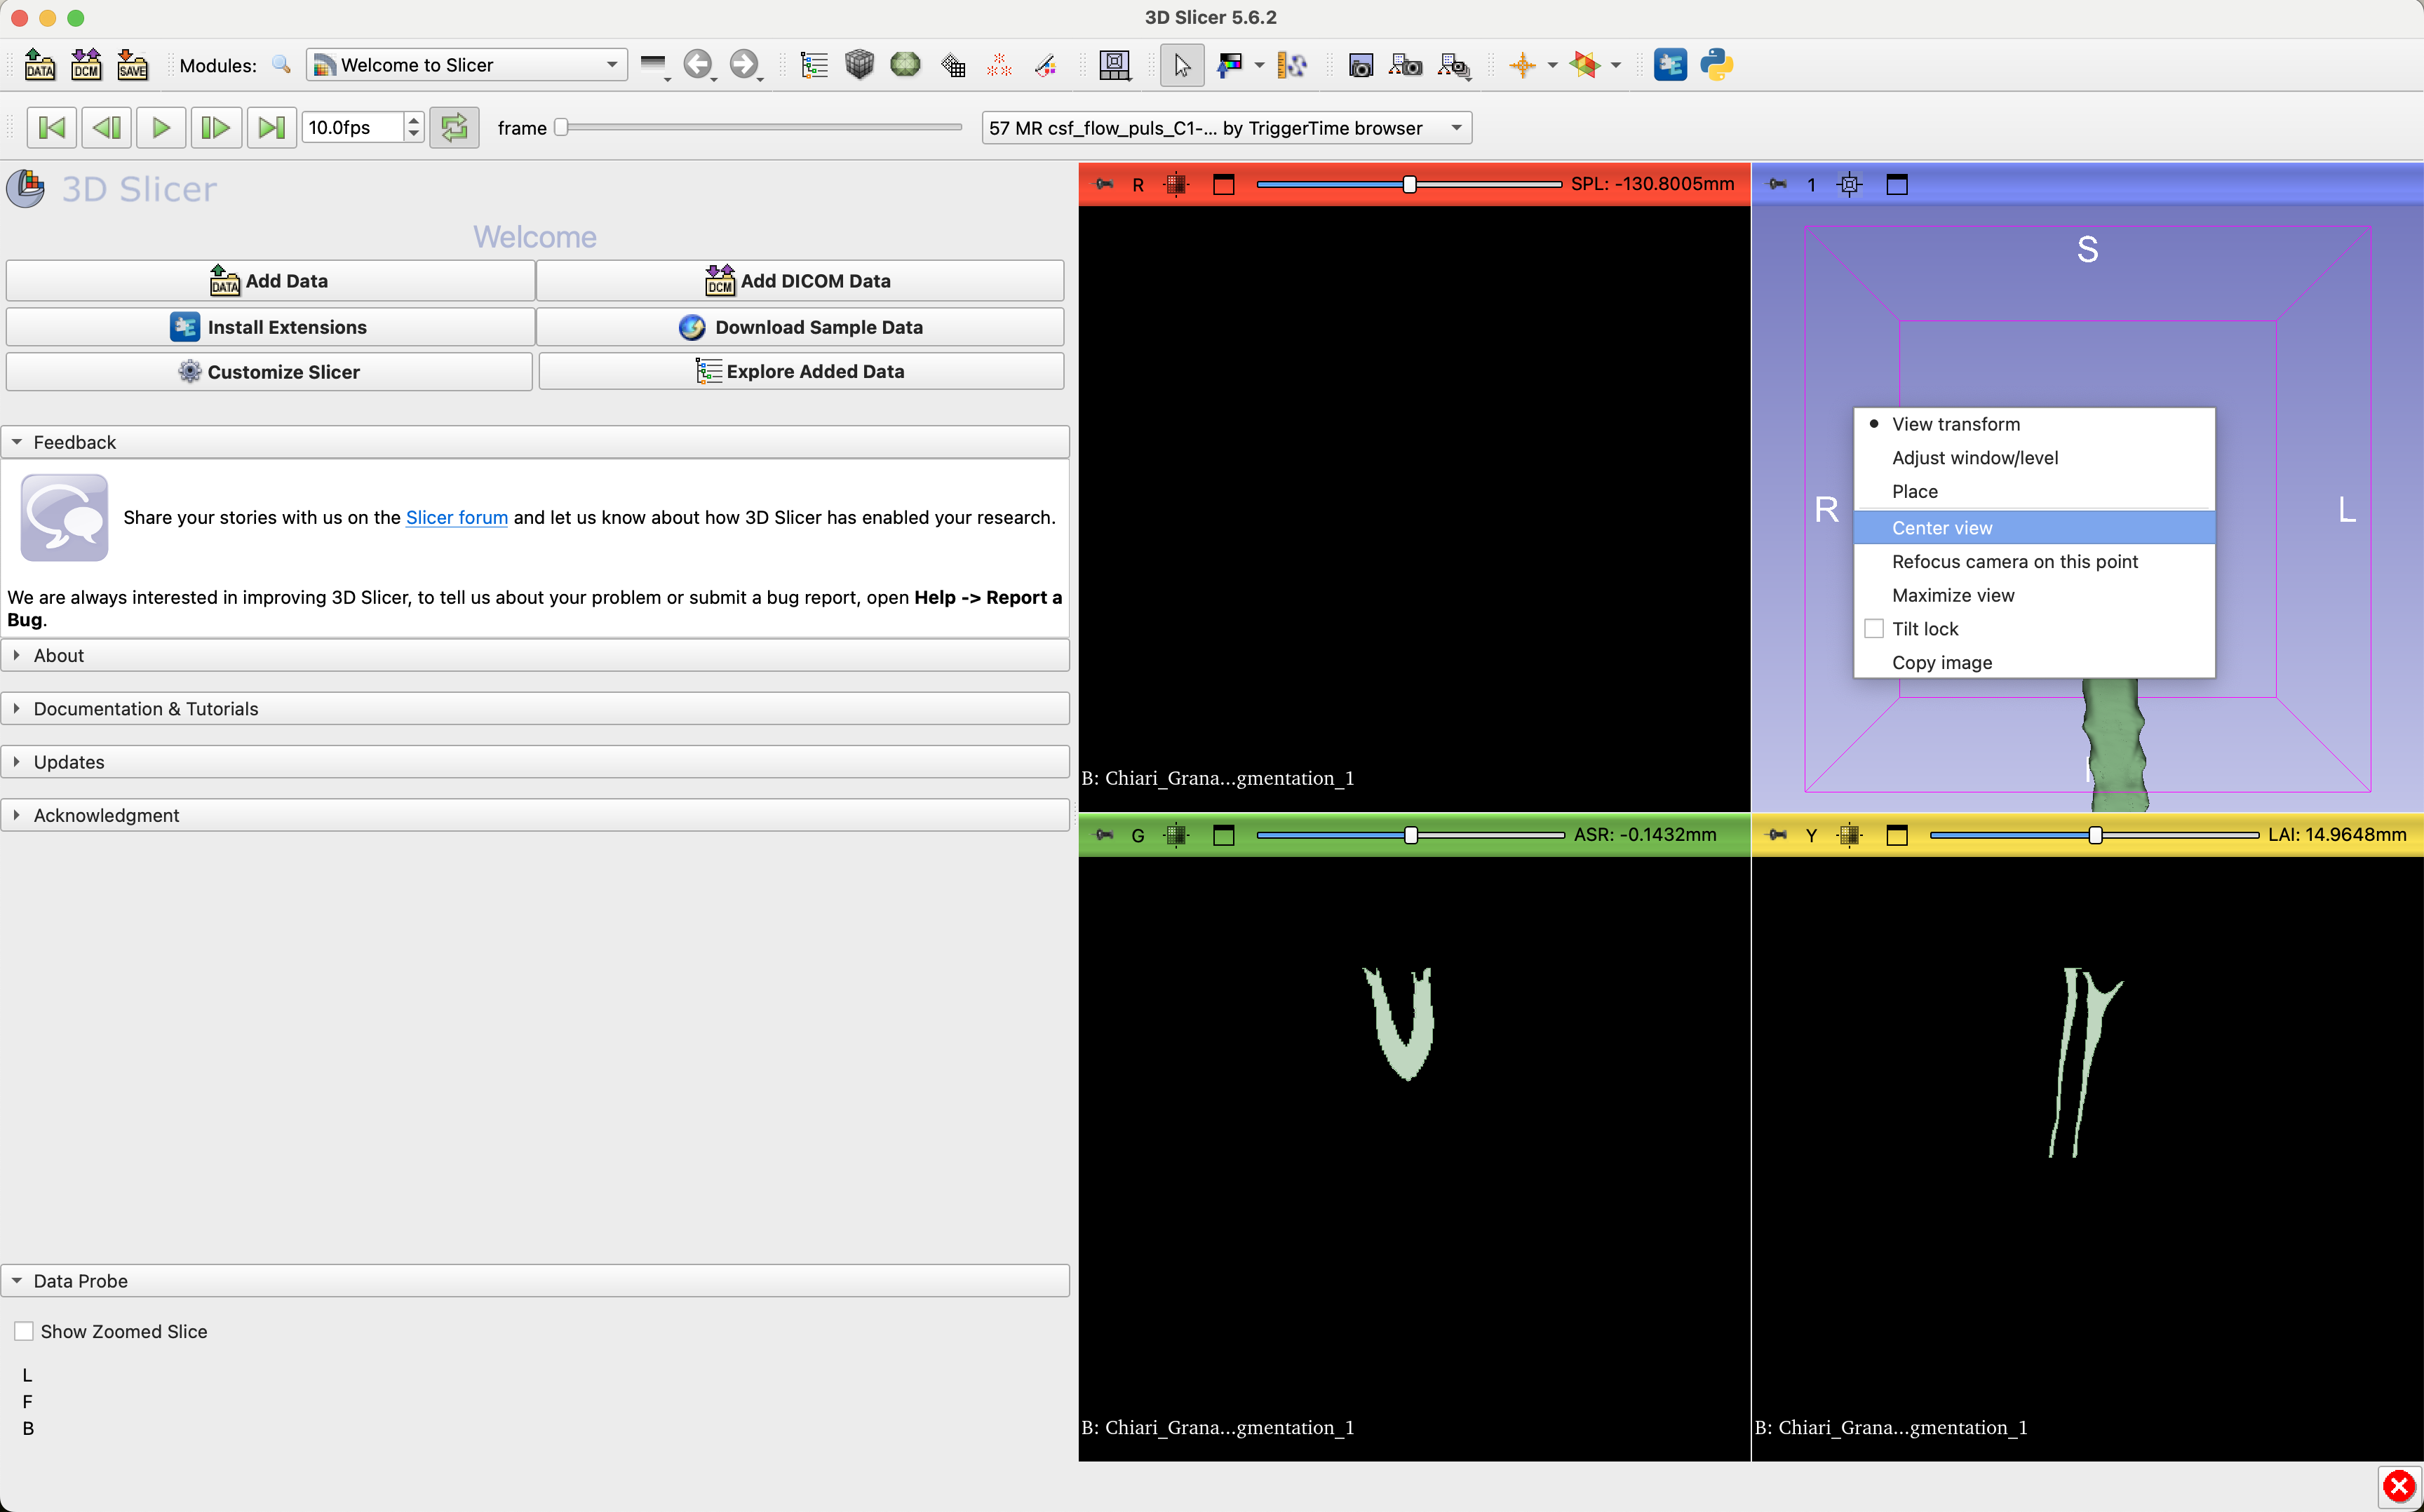 3D Slicer 5.6.2
DATA DCM SAVE Modules: Welcome to Slicer
10.0fps frame 57 MR csf_flow_puls_C1-... by TriggerTime browser
3D Slicer
Welcome
DATA Add Data
DCM Add DICOM Data
Install Extensions
Download Sample Data
Customize Slicer
Explore Added Data
Feedback
Share your stories with us on the Slicer forum and let us know about how 3D Slicer has enabled your research.
We are always interested in improving 3D Slicer, to tell us about your problem or submit a bug report, open Help -> Report a
Bug.
About
Documentation & Tutorials
Updates
Acknowledgment
Data Probe
Show Zoomed Slice
L
F
B
R SPL: -130.8005mm
B: Chiari_Grana...gmentation_1
1
S
R
L
I
View transform
Adjust window/level
Place
Center view
Refocus camera on this point
Maximize view
Tilt lock
Copy image
G ASR: -0.1432mm
B: Chiari_Grana...gmentation_1
Y LAI: 14.9648mm
B: Chiari_Grana...gmentation_1